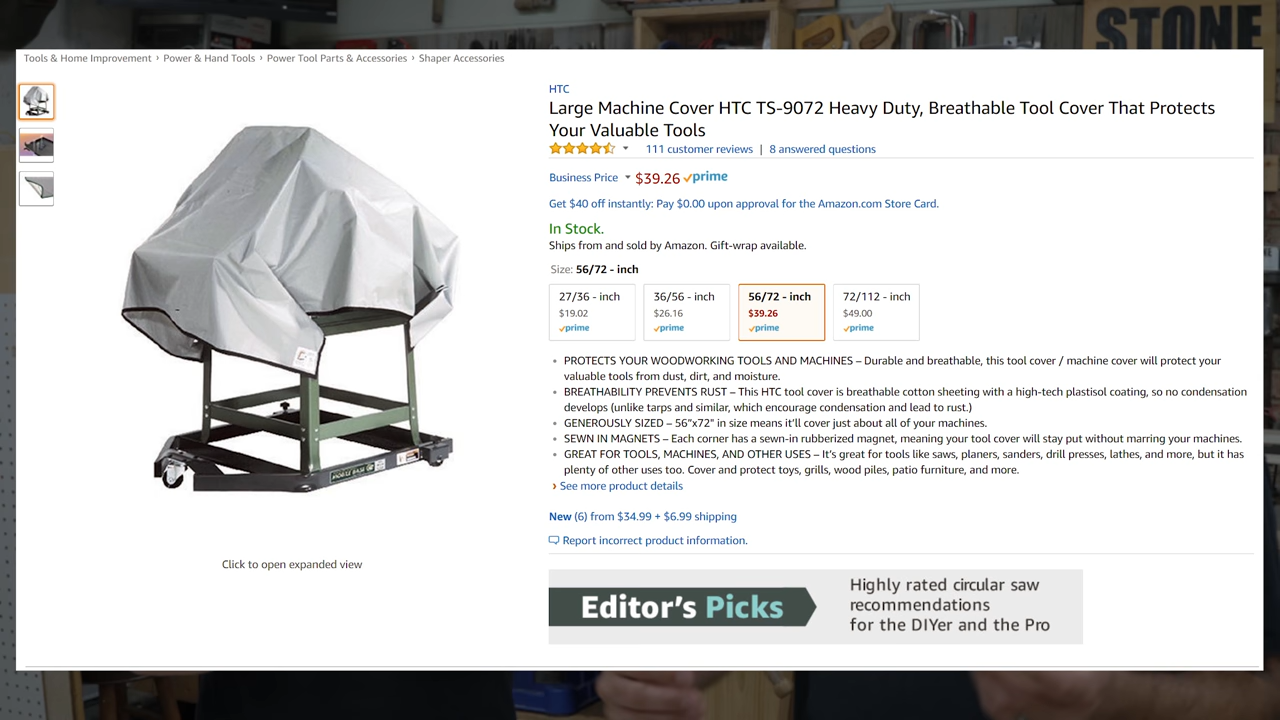 STONE
Tools & Home Improvement › Power & Hand Tools › Power Tool Parts & Accessories › Shaper Accessories
HTC
Large Machine Cover HTC TS-9072 Heavy Duty, Breathable Tool Cover That Protects
Your Valuable Tools
111 customer reviews | 8 answered questions
Business Price $39.26 prime
Get $40 off instantly: Pay $0.00 upon approval for the Amazon.com Store Card.
In Stock.
Ships from and sold by Amazon. Gift-wrap available.
Size: 56/72 - inch
27/36 - inch 36/56 - inch 56/72 - inch 72/112 - inch
$19.02 $26.16 $39.26 $49.00
prime prime prime prime
• PROTECTS YOUR WOODWORKING TOOLS AND MACHINES – Durable and breathable, this tool cover / machine cover will protect your
valuable tools from dust, dirt, and moisture.
• BREATHABILITY PREVENTS RUST – This HTC tool cover is breathable cotton sheeting with a high-tech plastisol coating, so no condensation
develops (unlike tarps and similar, which encourage condensation and lead to rust.)
• GENEROUSLY SIZED – 56"x72" in size means it'll cover just about all of your machines.
• SEWN IN MAGNETS – Each corner has a sewn-in rubberized magnet, meaning your tool cover will stay put without marring your machines.
• GREAT FOR TOOLS, MACHINES, AND OTHER USES – It's great for tools like saws, planers, sanders, drill presses, lathes, and more, but it has
plenty of other uses too. Cover and protect toys, grills, wood piles, patio furniture, and more.
› See more product details
New (6) from $34.99 + $6.99 shipping
Report incorrect product information.
Click to open expanded view
Editor's Picks
Highly rated circular saw
recommendations
for the DIYer and the Pro